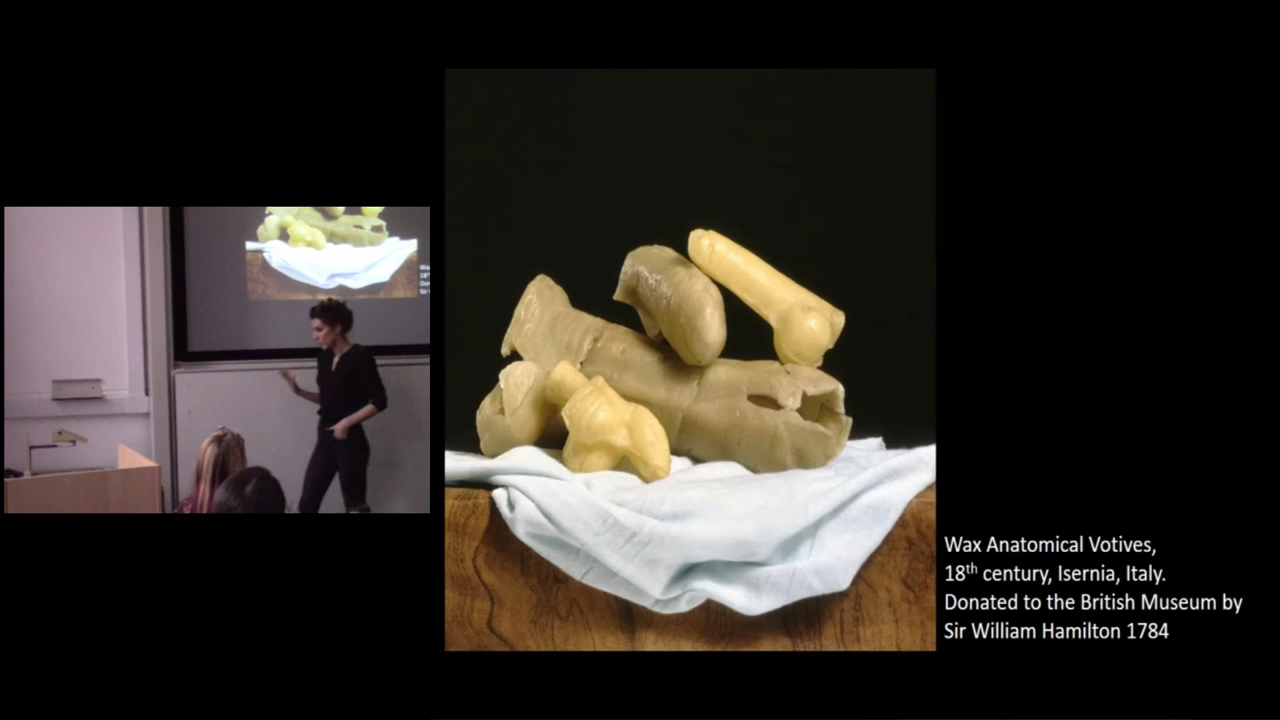 Wax Anatomical Votives,
18th century, Isernia, Italy.
Donated to the British Museum by
Sir William Hamilton 1784